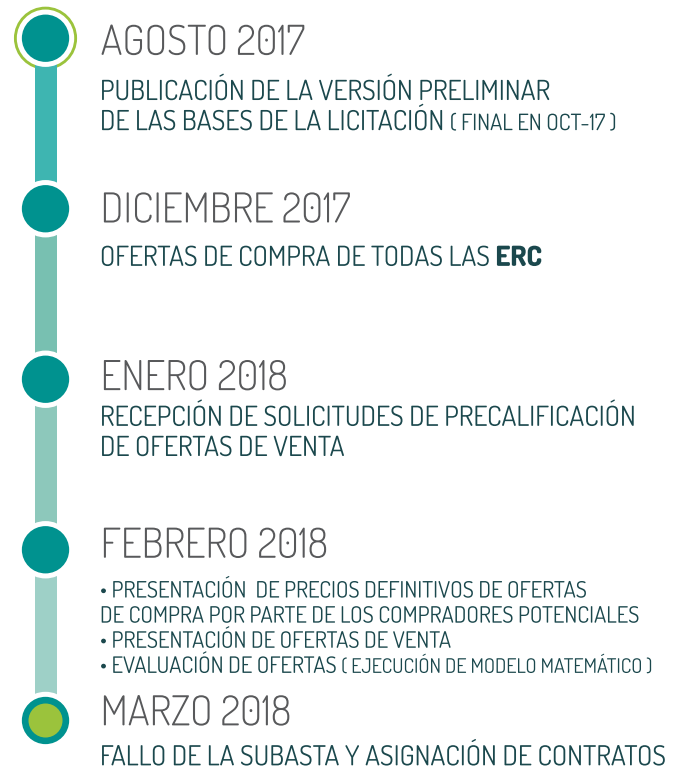 AGOSTO 2017
PUBLICACIÓN DE LA VERSIÓN PRELIMINAR
DE LAS BASES DE LA LICITACIÓN ( FINAL EN OCT-17 )
DICIEMBRE 2017
OFERTAS DE COMPRA DE TODAS LAS ERC
ENERO 2018
RECEPCIÓN DE SOLICITUDES DE PRECALIFICACIÓN
DE OFERTAS DE VENTA
FEBRERO 2018
• PRESENTACIÓN DE PRECIOS DEFINITIVOS DE OFERTAS
DE COMPRA POR PARTE DE LOS COMPRADORES POTENCIALES
• PRESENTACIÓN DE OFERTAS DE VENTA
• EVALUACIÓN DE OFERTAS ( EJECUCIÓN DE MODELO MATEMÁTICO )
MARZO 2018
FALLO DE LA SUBASTA Y ASIGNACIÓN DE CONTRATOS